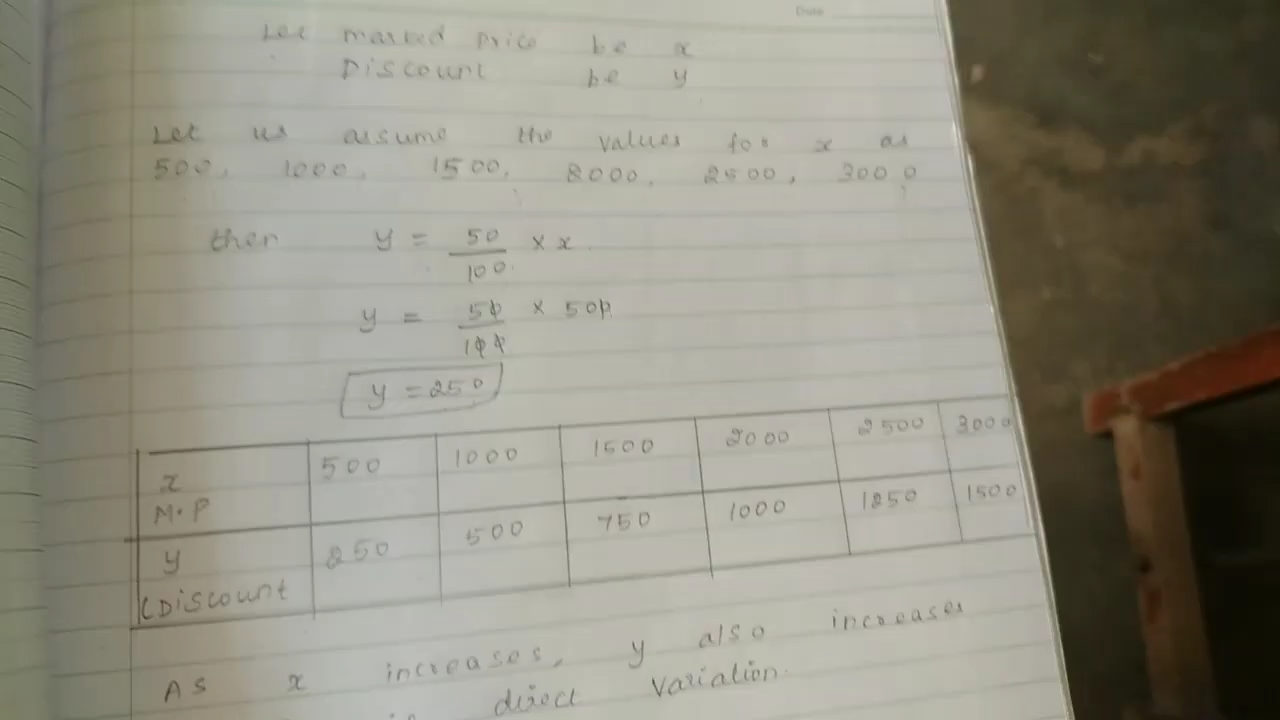 Date
Let marked price be x
Discount be y
Let us assume the values for x as
500, 1000, 1500, 2000, 2500, 3000
then y = 50/100 × x
y = 50/100 × 500
y = 250
x M.P 500 1000 1500 2000 2500 3000
y (Discount 250 500 750 1000 1250 1500
As x increases, y also increases
direct variation.